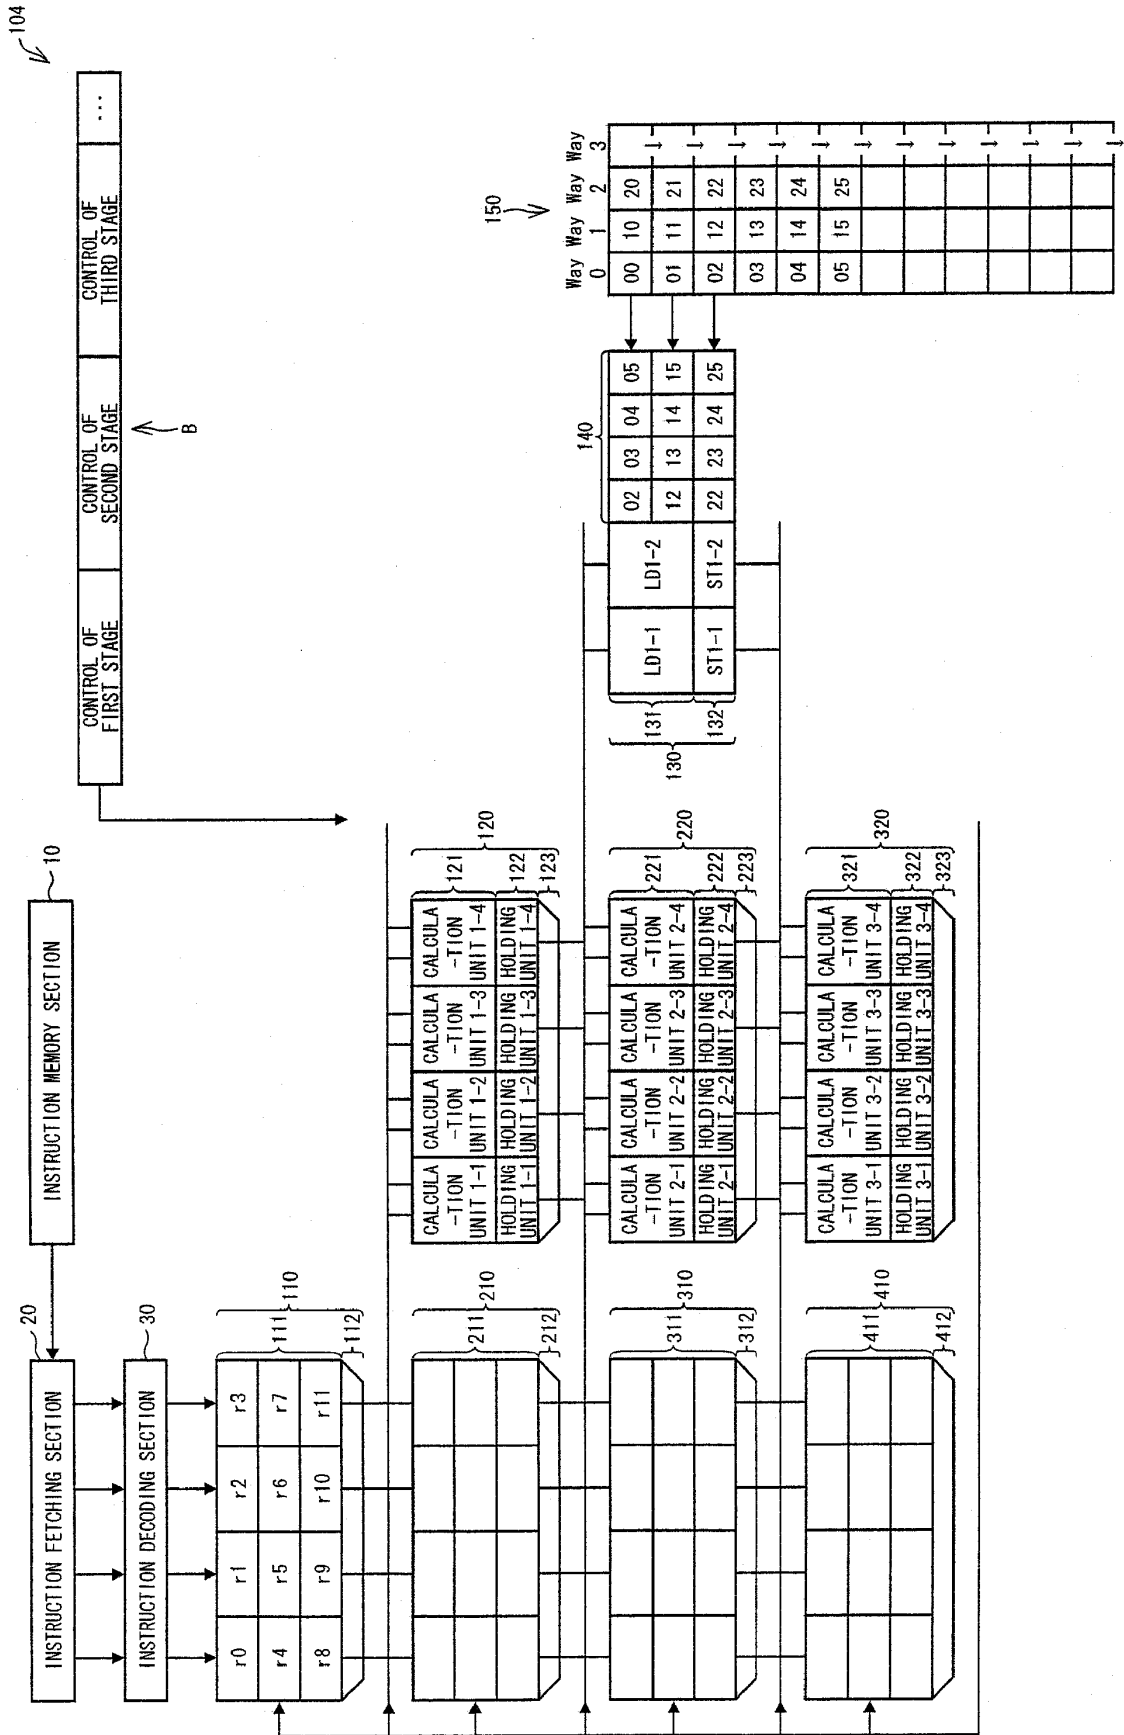 104
CONTROL OF
FIRST STAGE
CONTROL OF
SECOND STAGE
CONTROL OF
THIRD STAGE
...
B
INSTRUCTION MEMORY SECTION
10
INSTRUCTION FETCHING SECTION
20
INSTRUCTION DECODING SECTION
30
r0 r1 r2 r3
r4 r5 r6 r7
r8 r9 r10 r11
111
112
110
211
212
210
311
312
310
411
412
410
CALCULA
-TION
UNIT 1-1
CALCULA
-TION
UNIT 1-2
CALCULA
-TION
UNIT 1-3
CALCULA
-TION
UNIT 1-4
HOLDING
UNIT 1-1
HOLDING
UNIT 1-2
HOLDING
UNIT 1-3
HOLDING
UNIT 1-4
121
122
123
120
CALCULA
-TION
UNIT 2-1
CALCULA
-TION
UNIT 2-2
CALCULA
-TION
UNIT 2-3
CALCULA
-TION
UNIT 2-4
HOLDING
UNIT 2-1
HOLDING
UNIT 2-2
HOLDING
UNIT 2-3
HOLDING
UNIT 2-4
221
222
223
220
CALCULA
-TION
UNIT 3-1
CALCULA
-TION
UNIT 3-2
CALCULA
-TION
UNIT 3-3
CALCULA
-TION
UNIT 3-4
HOLDING
UNIT 3-1
HOLDING
UNIT 3-2
HOLDING
UNIT 3-3
HOLDING
UNIT 3-4
321
322
323
320
130
131
132
LD1-1 LD1-2
ST1-1 ST1-2
140
02 03 04 05
12 13 14 15
22 23 24 25
150
Way Way Way Way
0 1 2 3
00 10 20
01 11 21
02 12 22
03 13 23
04 14 24
05 15 25